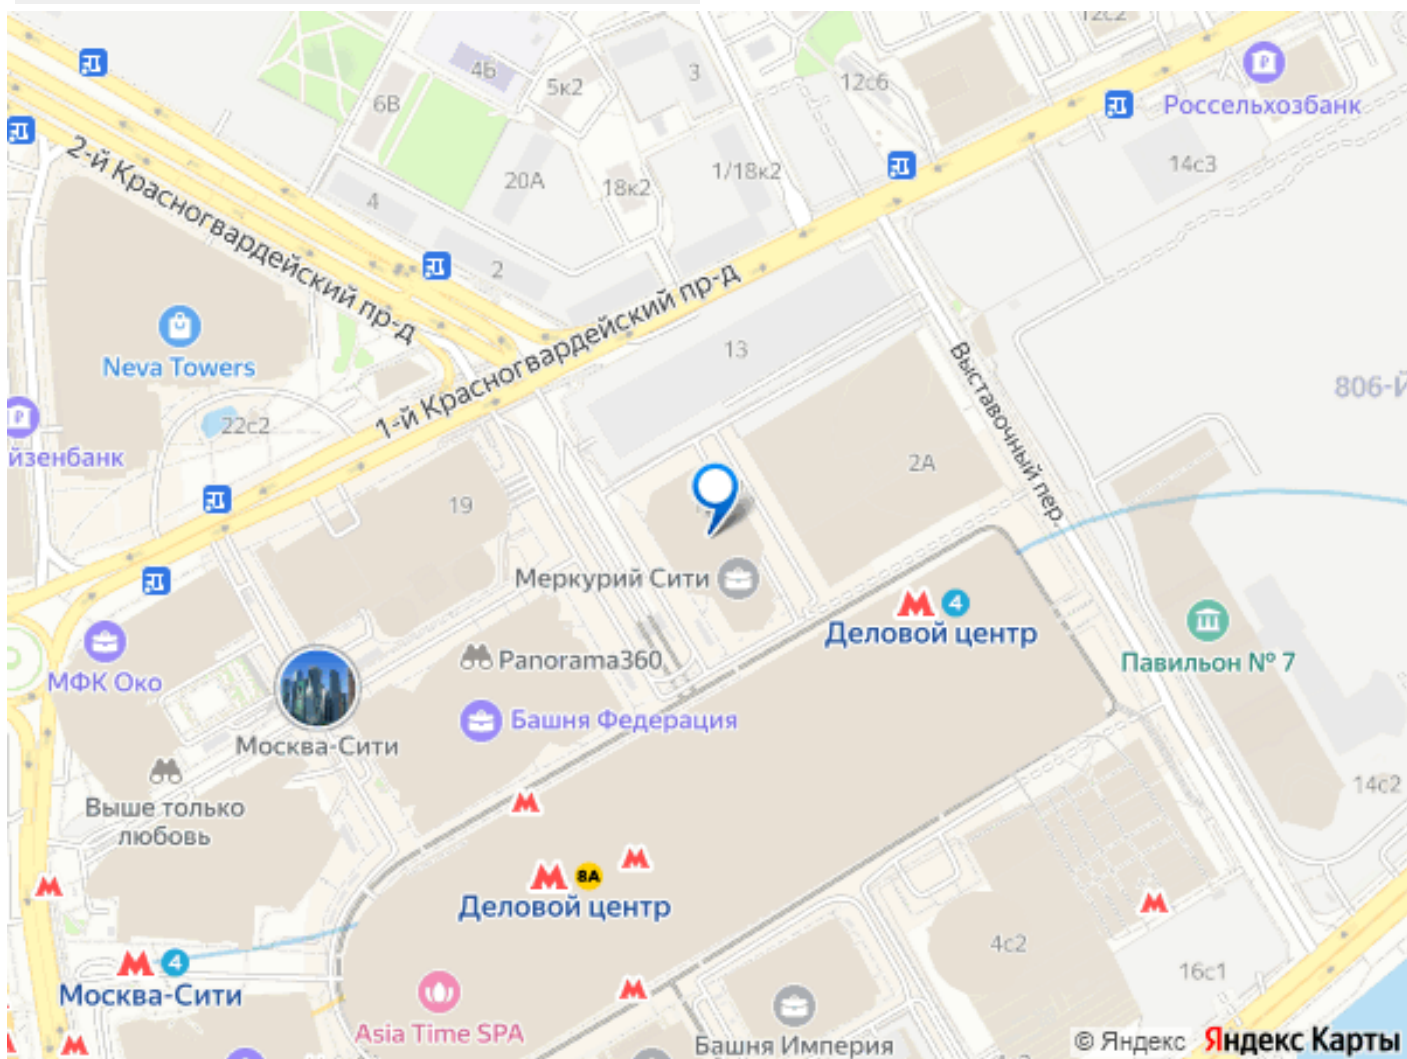 12с2
4Б
3
5к2
12с6
6В
Россельхозбанк
14с3
2-й Красногвардейский пр-д
20А
18к2
1/18к2
4
2
1-й Красногвардейский пр-д
13
Neva Towers
Выставочный пер.
806-Й
22с2
йзенбанк
2А
19
Меркурий Сити
М 4
Деловой центр
Panorama360
Павильон № 7
МФК Око
Башня Федерация
Москва-Сити
14с2
Выше только
любовь
М
М
М 8А
Деловой центр
М
М
4с2
М 4
Москва-Сити
16с1
М
Asia Time SPA
М
Башня Империя
© Яндекс Яндекс Карты